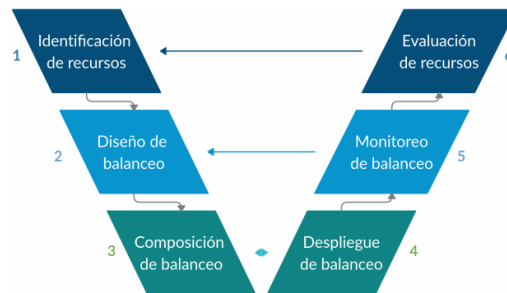 1
Identificación
de recursos
Evaluación
de recursos
2
Diseño de
balanceo
Monitoreo
de balanceo
5
3
Composición
de balanceo
Despliegue
de balanceo
4